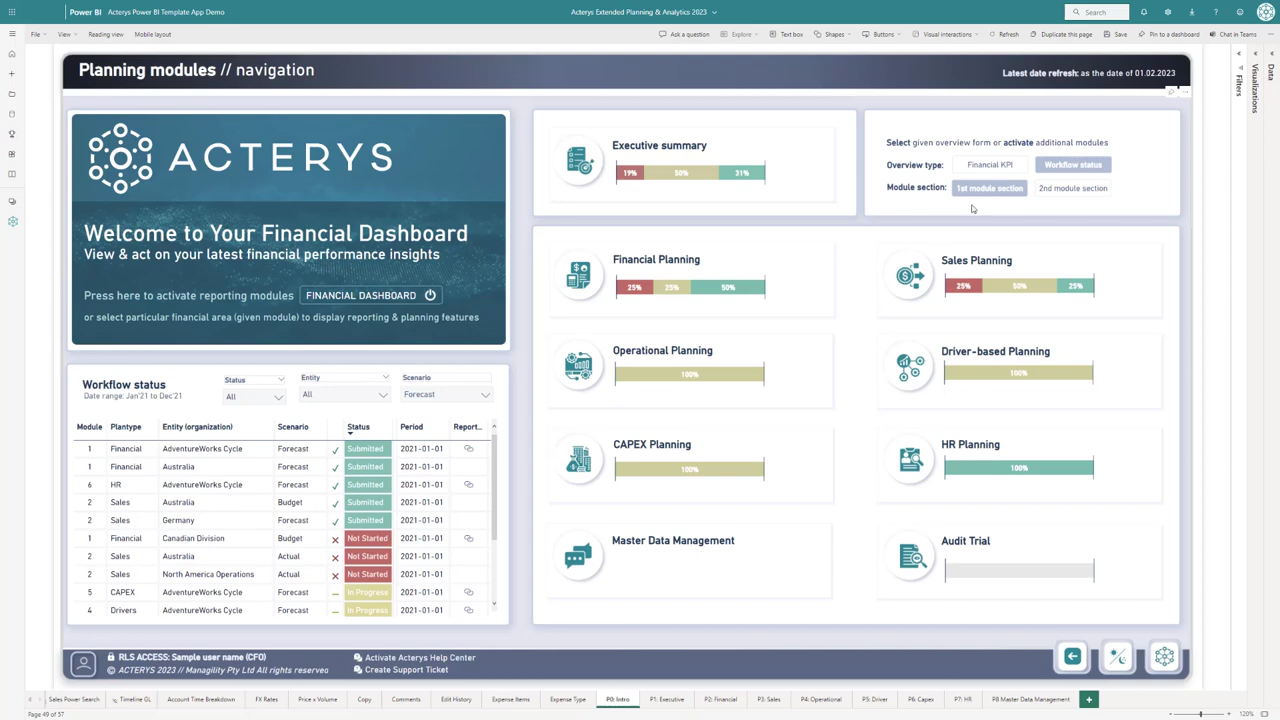 Power BI Acterys Power BI Template App Demo
Acterys Extended Planning & Analytics 2023
Search
File View Reading view Mobile layout
Ask a question Explore Text box Shapes Buttons Visual interactions Refresh Duplicate this page Save Pin to a dashboard Chat in Teams
Planning modules // navigation
Latest date refresh: as the date of 01.02.2023
Filters
Visualizations
Data
ACTERYS
Welcome to Your Financial Dashboard
View & act on your latest financial performance insights
Press here to activate reporting modules FINANCIAL DASHBOARD
or select particular financial area (given module) to display reporting & planning features
Executive summary
19% 50% 31%
Select given overview form or activate additional modules
Overview type: Financial KPI Workflow status
Module section: 1st module section 2nd module section
Financial Planning
25% 25% 50%
Sales Planning
25% 50% 25%
Operational Planning
100%
Driver-based Planning
100%
CAPEX Planning
100%
HR Planning
100%
Master Data Management
Audit Trial
Workflow status
Date range: Jan'21 to Dec'21
Status
All
Entity
All
Scenario
Forecast
Module Plantype Entity (organization) Scenario Status Period Report...
1 Financial AdventureWorks Cycle Forecast ✓ Submitted 2021-01-01
1 Financial Australia Forecast ✓ Submitted 2021-01-01
6 HR AdventureWorks Cycle Forecast ✓ Submitted 2021-01-01
2 Sales Australia Budget ✓ Submitted 2021-01-01
2 Sales Germany Forecast ✓ Submitted 2021-01-01
1 Financial Canadian Division Budget ✕ Not Started 2021-01-01
2 Sales Australia Actual ✕ Not Started 2021-01-01
2 Sales North America Operations Actual ✕ Not Started 2021-01-01
5 CAPEX AdventureWorks Cycle Forecast – In Progress 2021-01-01
4 Drivers AdventureWorks Cycle Forecast – In Progress 2021-01-01
RLS ACCESS: Sample user name (CFO)
© ACTERYS 2023 // Managility Pty Ltd All rights reserveo
Activate Acterys Help Center
Create Support Ticket
Sales Power Search Timeline GL Account Time Breakdown FX Rates Price x Volume Copy Comments Edit History Expense Items Expense Type P0: Intro P1: Executive P2: Financial P3: Sales P4: Operational P5: Driver P6: Capex P7: HR P8 Master Data Management +
Page 49 of 57
- + 120%